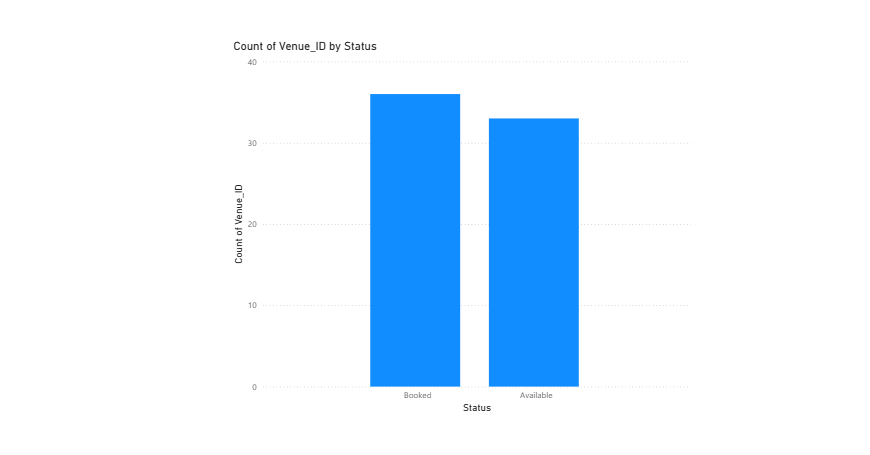 Count of Venue_ID by Status
40
30
20
10
0
Count of Venue_ID
Booked
Available
Status